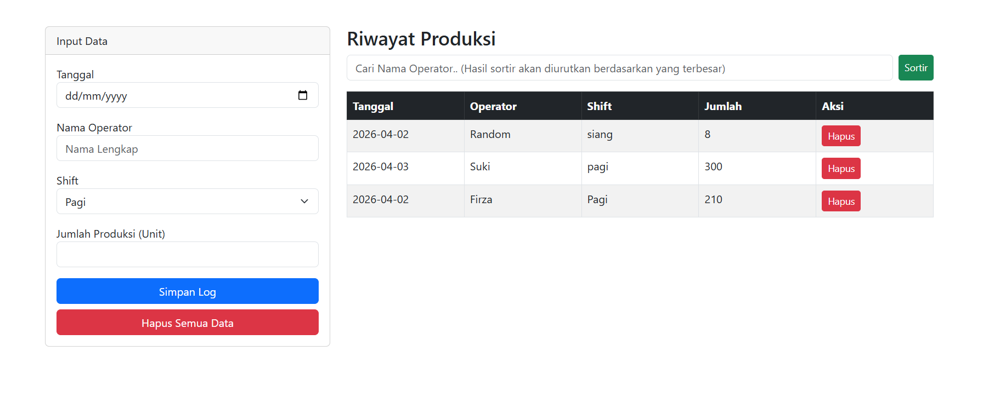 Input Data
Tanggal
dd/mm/yyyy
Nama Operator
Nama Lengkap
Shift
Pagi
Jumlah Produksi (Unit)
Simpan Log
Hapus Semua Data
Riwayat Produksi
Cari Nama Operator.. (Hasil sortir akan diurutkan berdasarkan yang terbesar) Sortir
Tanggal Operator Shift Jumlah Aksi
2026-04-02 Random siang 8 Hapus
2026-04-03 Suki pagi 300 Hapus
2026-04-02 Firza Pagi 210 Hapus